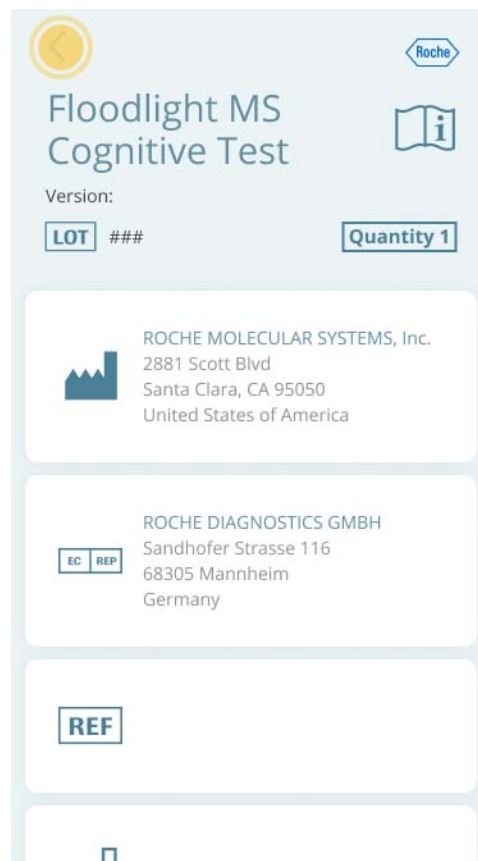 Roche
Floodlight MS
Cognitive Test
i
Version:
LOT ###
Quantity 1
ROCHE MOLECULAR SYSTEMS, Inc.
2881 Scott Blvd
Santa Clara, CA 95050
United States of America
EC REP
ROCHE DIAGNOSTICS GMBH
Sandhofer Strasse 116
68305 Mannheim
Germany
REF